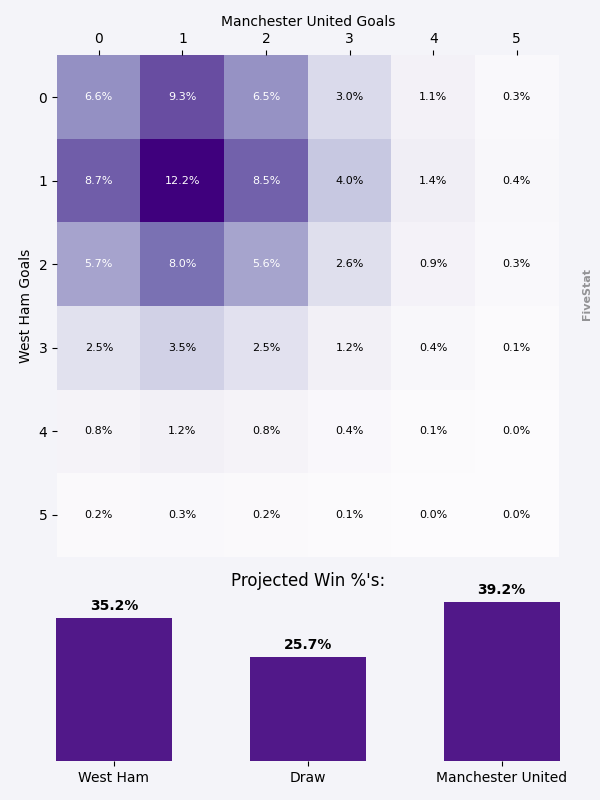 Manchester United Goals
0 1 2 3 4 5
West Ham Goals
0 6.6% 9.3% 6.5% 3.0% 1.1% 0.3%
1 8.7% 12.2% 8.5% 4.0% 1.4% 0.4%
2 5.7% 8.0% 5.6% 2.6% 0.9% 0.3%
3 2.5% 3.5% 2.5% 1.2% 0.4% 0.1%
4 0.8% 1.2% 0.8% 0.4% 0.1% 0.0%
5 0.2% 0.3% 0.2% 0.1% 0.0% 0.0%
FiveStat
Projected Win %'s:
35.2% 25.7% 39.2%
West Ham Draw Manchester United